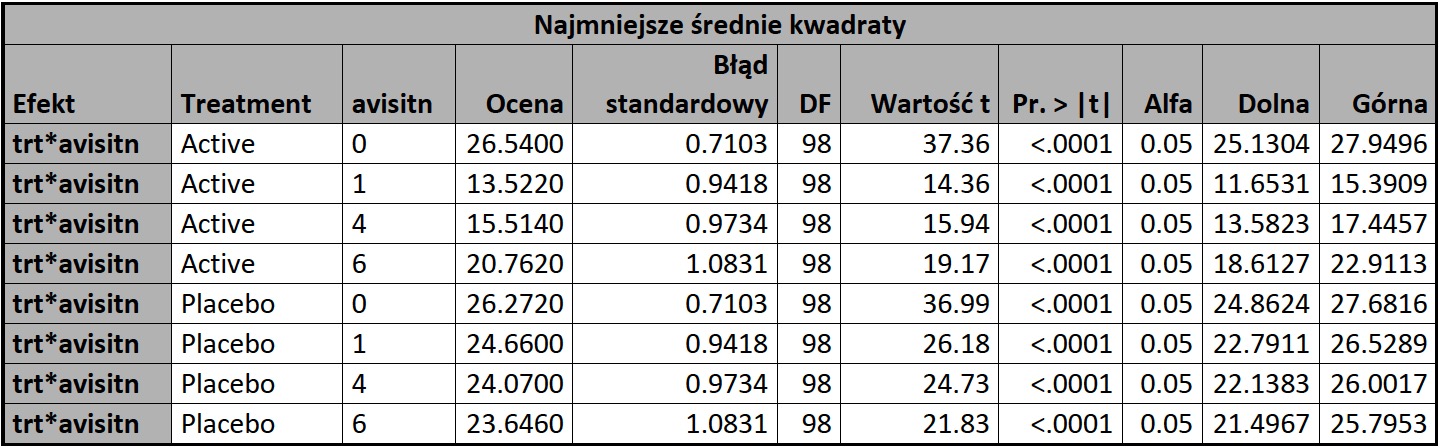 Najmniejsze średnie kwadraty
Efekt Treatment avisitn Ocena Błąd standardowy DF Wartość t Pr. > |t| Alfa Dolna Górna
trt*avisitn Active 0 26.5400 0.7103 98 37.36 <.0001 0.05 25.1304 27.9496
trt*avisitn Active 1 13.5220 0.9418 98 14.36 <.0001 0.05 11.6531 15.3909
trt*avisitn Active 4 15.5140 0.9734 98 15.94 <.0001 0.05 13.5823 17.4457
trt*avisitn Active 6 20.7620 1.0831 98 19.17 <.0001 0.05 18.6127 22.9113
trt*avisitn Placebo 0 26.2720 0.7103 98 36.99 <.0001 0.05 24.8624 27.6816
trt*avisitn Placebo 1 24.6600 0.9418 98 26.18 <.0001 0.05 22.7911 26.5289
trt*avisitn Placebo 4 24.0700 0.9734 98 24.73 <.0001 0.05 22.1383 26.0017
trt*avisitn Placebo 6 23.6460 1.0831 98 21.83 <.0001 0.05 21.4967 25.7953